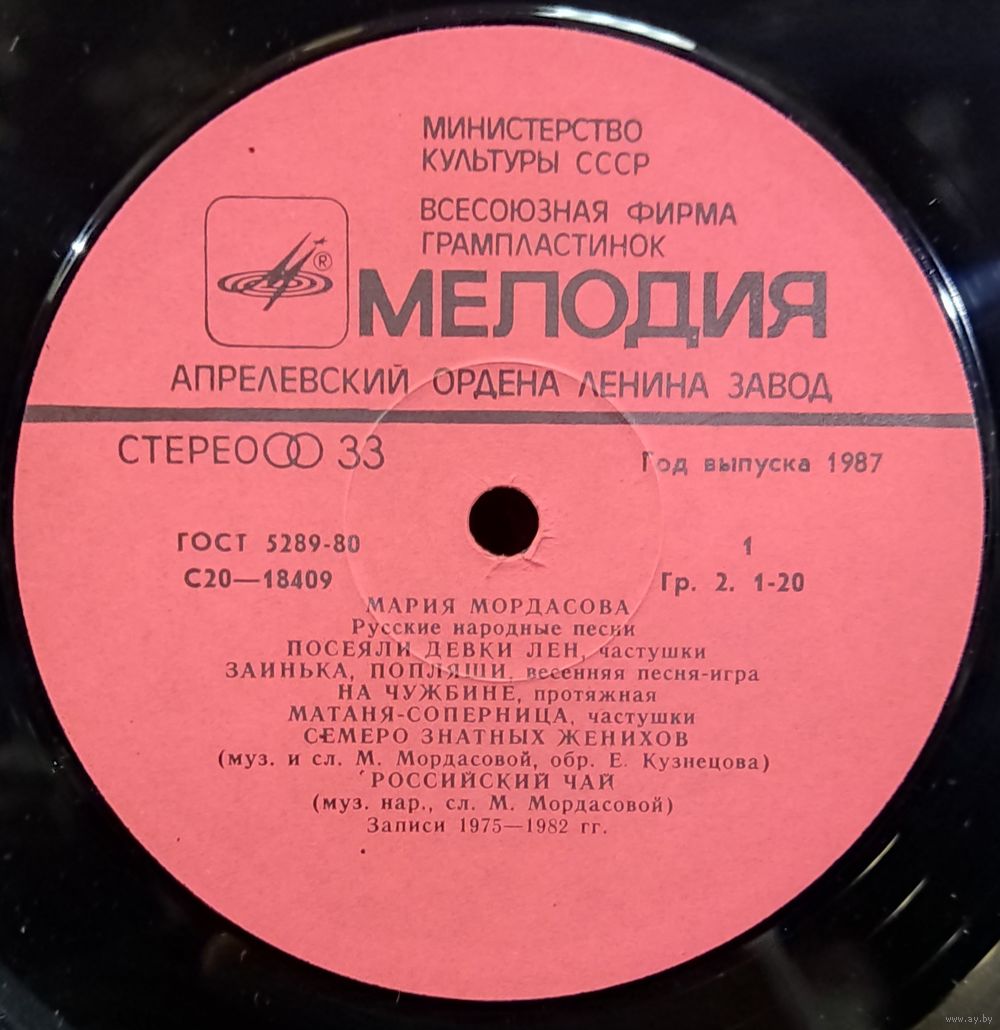 МИНИСТЕРСТВО
КУЛЬТУРЫ СССР
ВСЕСОЮЗНАЯ ФИРМА
ГРАМПЛАСТИНОК
®
МЕЛОДИЯ
АПРЕЛЕВСКИЙ ОРДЕНА ЛЕНИНА ЗАВОД
СТЕРЕО 33
Год выпуска 1987
ГОСТ 5289-80
1
С20—18409
Гр. 2. 1-20
МАРИЯ МОРДАСОВА
Русские народные песни
ПОСЕЯЛИ ДЕВКИ ЛЕН, частушки
ЗАИНЬКА, ПОПЛЯШИ, весенняя песня-игра
НА ЧУЖБИНЕ, протяжная
МАТАНЯ-СОПЕРНИЦА, частушки
СЕМЕРО ЗНАТНЫХ ЖЕНИХОВ
(муз. и сл. М. Мордасовой, обр. Е. Кузнецова)
РОССИЙСКИЙ ЧАЙ
(муз. нар., сл. М. Мордасовой)
Записи 1975—1982 гг.
www.ay.by